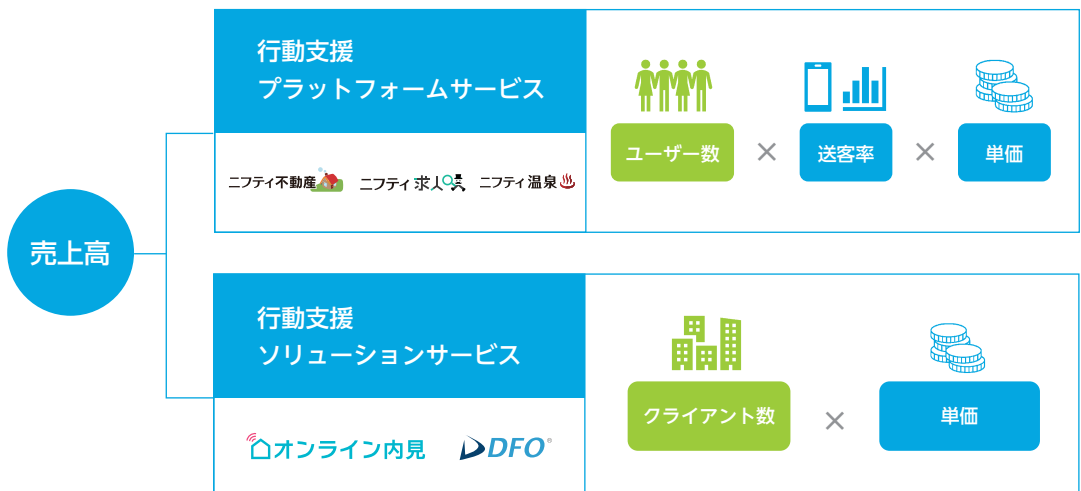 売上高
行動支援
プラットフォームサービス
ニフティ不動産 ニフティ求人 ニフティ温泉
ユーザー数 × 送客率 × 単価
行動支援
ソリューションサービス
オンライン内見 DFO®
クライアント数 × 単価